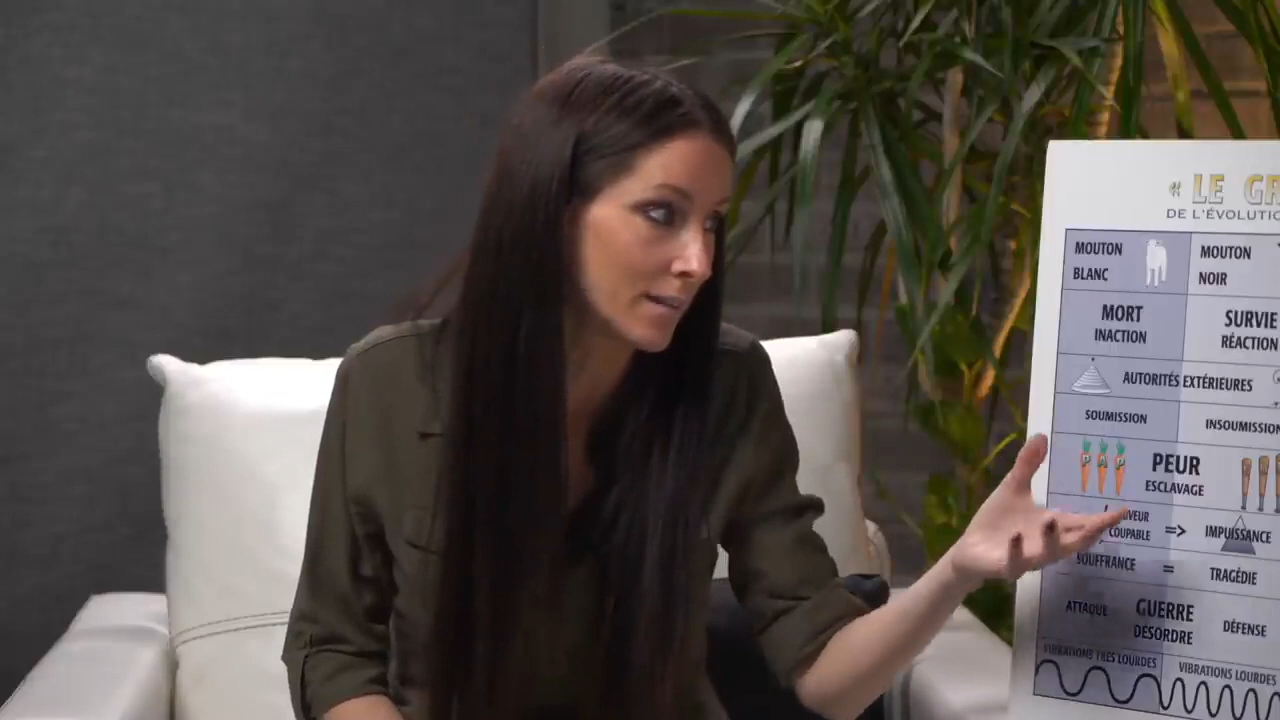 « LE GR
DE L'ÉVOLUTIO
MOUTON
BLANC
MOUTON
NOIR
MORT
INACTION
SURVIE
RÉACTION
AUTORITÉS EXTÉRIEURES
SOUMISSION
INSOUMISSION
P A P
PEUR
ESCLAVAGE
COUPABLE
=>
IMPUISSANCE
SOUFFRANCE
=
TRAGÉDIE
ATTAQUE
GUERRE
DÉSORDRE
DÉFENSE
VIBRATIONS TRÈS LOURDES
VIBRATIONS LOURDES